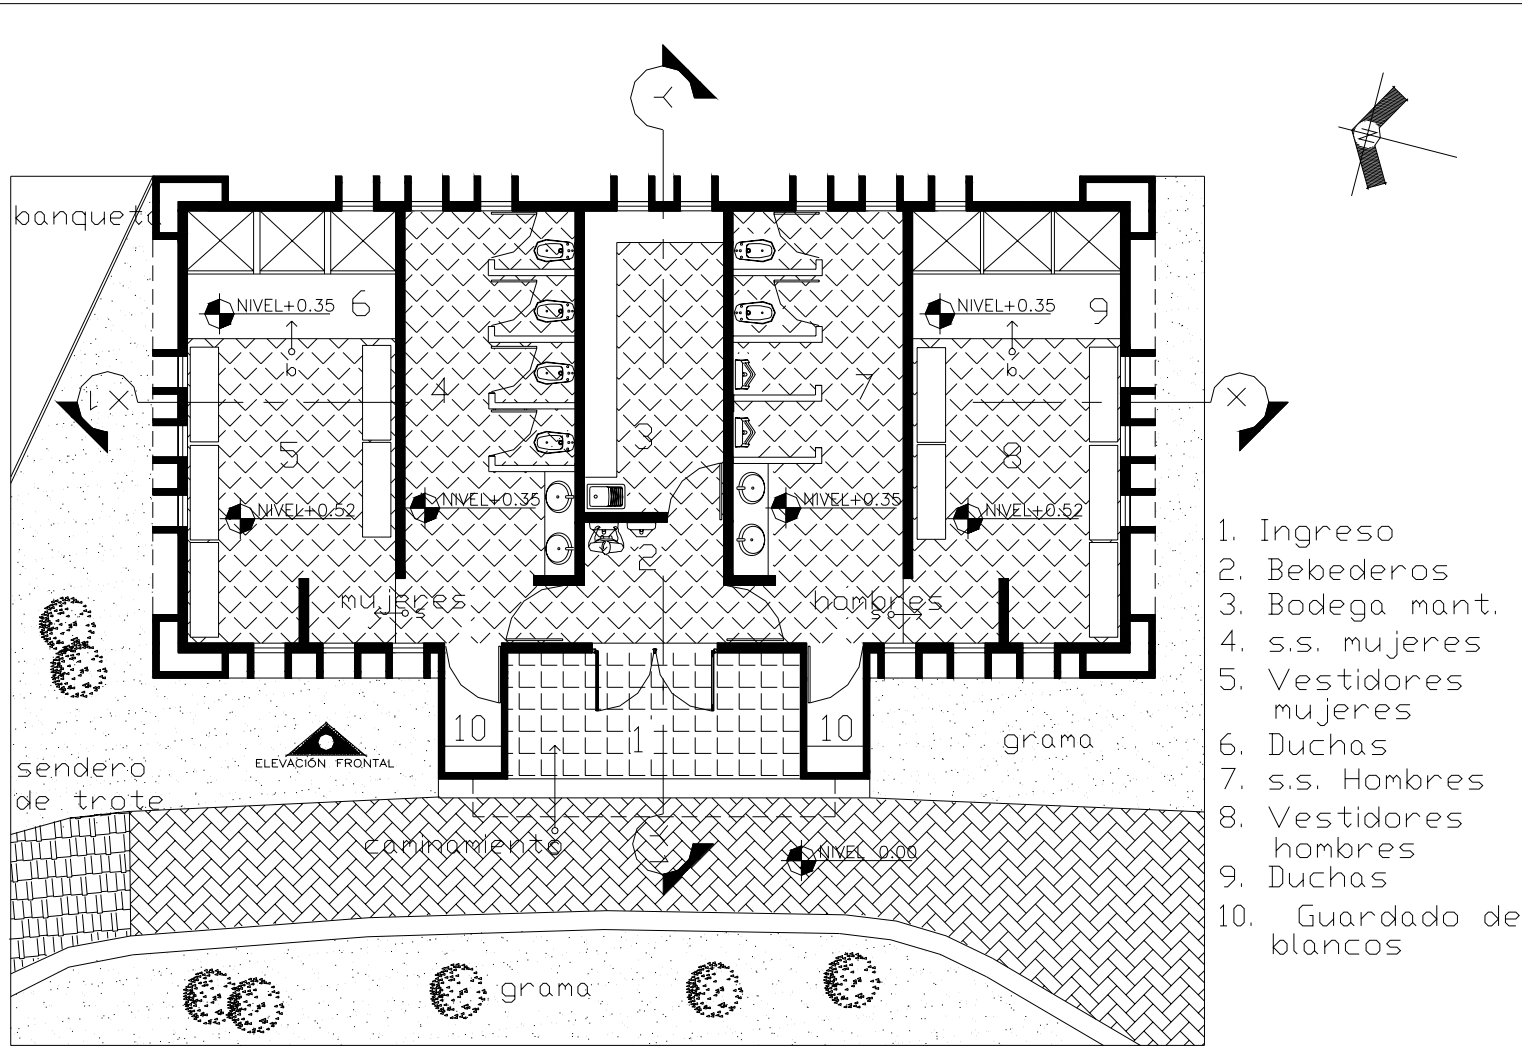 Y
N
banqueta
NIVEL+0.35
6
NIVEL+0.35
9
b
b
X
4
7
X
5
3
8
NIVEL+0.52
NIVEL+0.35
NIVEL+0.35
NIVEL+0.52
2
mujeres
s
hombres
s
10
1
10
grama
ELEVACIÓN FRONTAL
sendero
de trote
caminamiento
Y
NIVEL 0.00
grama
1. Ingreso
2. Bebederos
3. Bodega mant.
4. s.s. mujeres
5. Vestidores
mujeres
6. Duchas
7. s.s. Hombres
8. Vestidores
hombres
9. Duchas
10. Guardado de
blancos